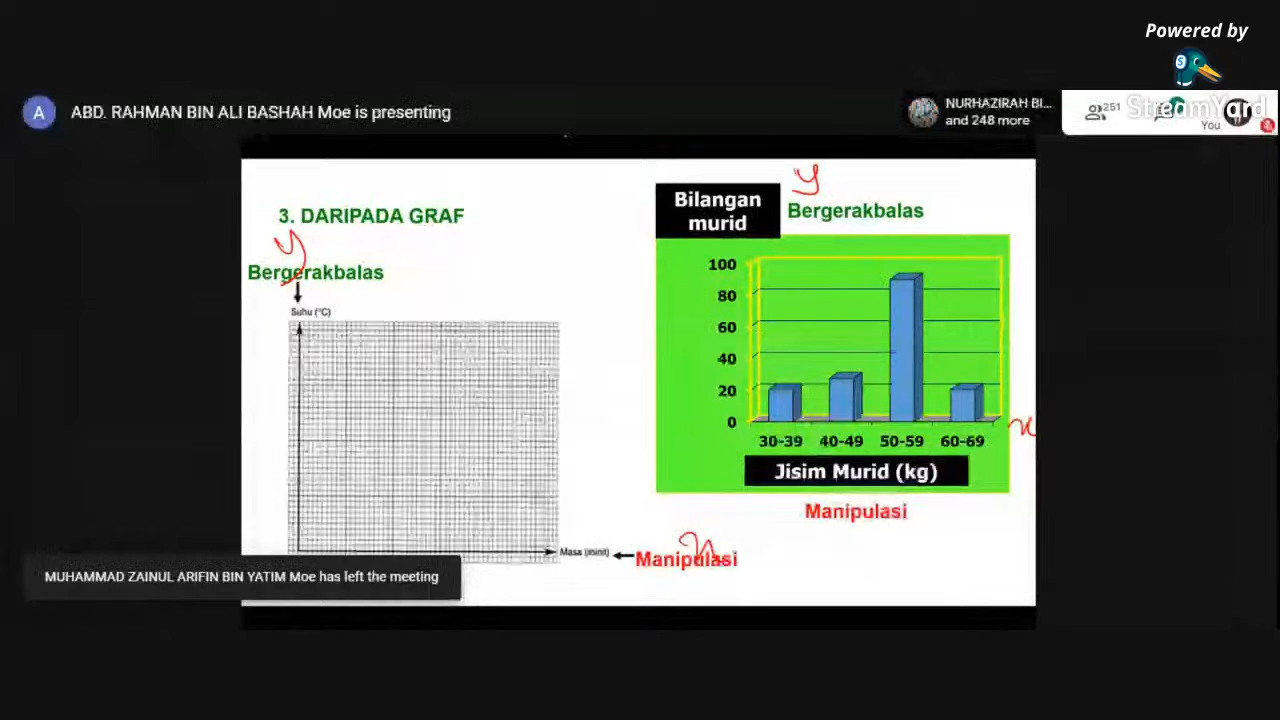 Powered by
StreamYard
A
ABD. RAHMAN BIN ALI BASHAH Moe is presenting
NURHAZIRAH BI...
and 248 more
251
You
3. DARIPADA GRAF
y
Bergerakbalas
Suhu (°C)
Masa (minit)
Manipulasi
x
y
Bilangan
murid
Bergerakbalas
100
80
60
40
20
0
30-39 40-49 50-59 60-69
x
Jisim Murid (kg)
Manipulasi
MUHAMMAD ZAINUL ARIFIN BIN YATIM Moe has left the meeting